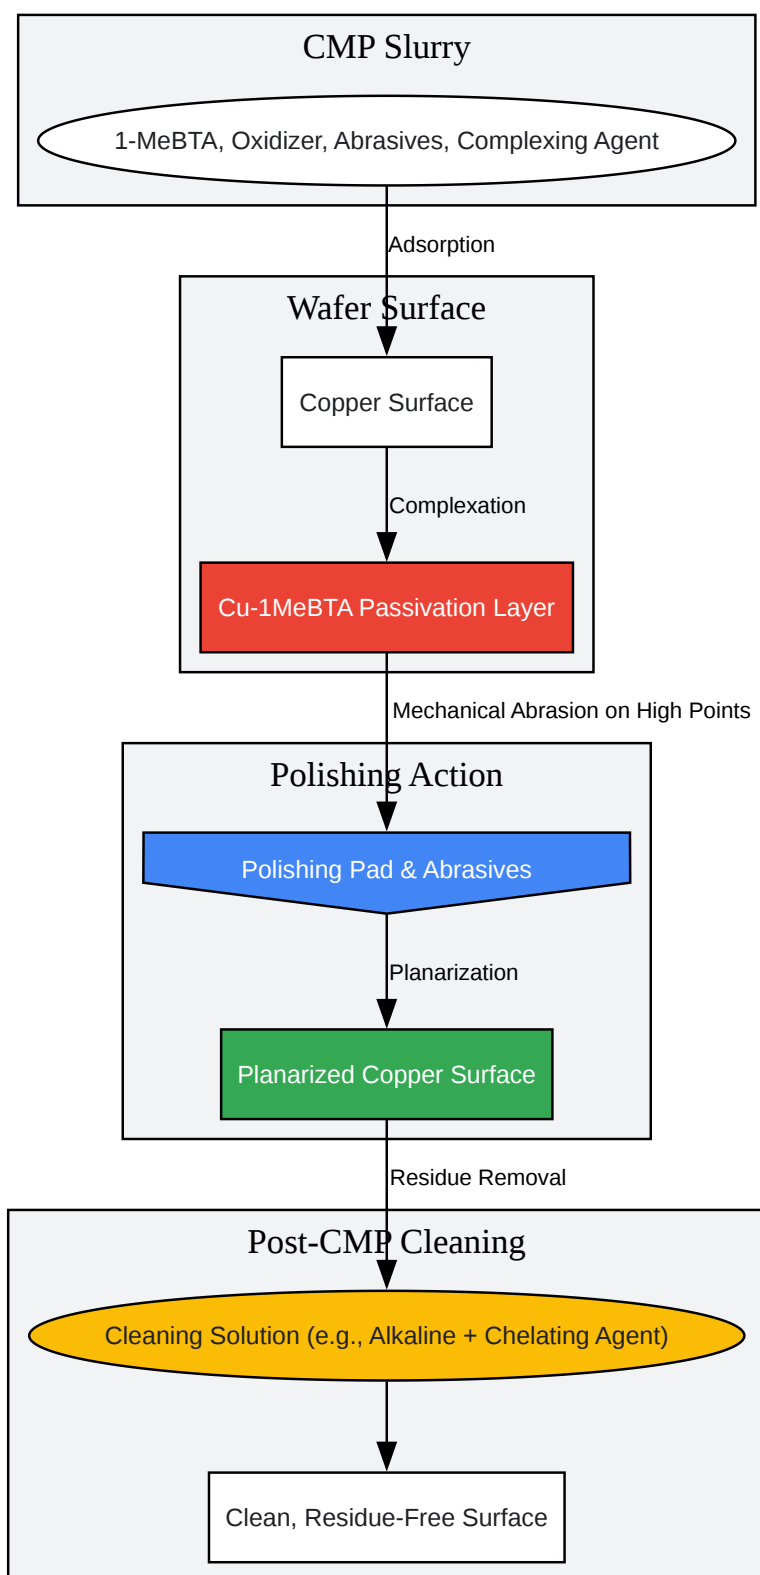 CMP Slurry
1-MeBTA, Oxidizer, Abrasives, Complexing Agent
Adsorption
Wafer Surface
Copper Surface
Complexation
Cu-1MeBTA Passivation Layer
Mechanical Abrasion on High Points
Polishing Action
Polishing Pad & Abrasives
Planarization
Planarized Copper Surface
Residue Removal
Post-CMP Cleaning
Cleaning Solution (e.g., Alkaline + Chelating Agent)
Clean, Residue-Free Surface